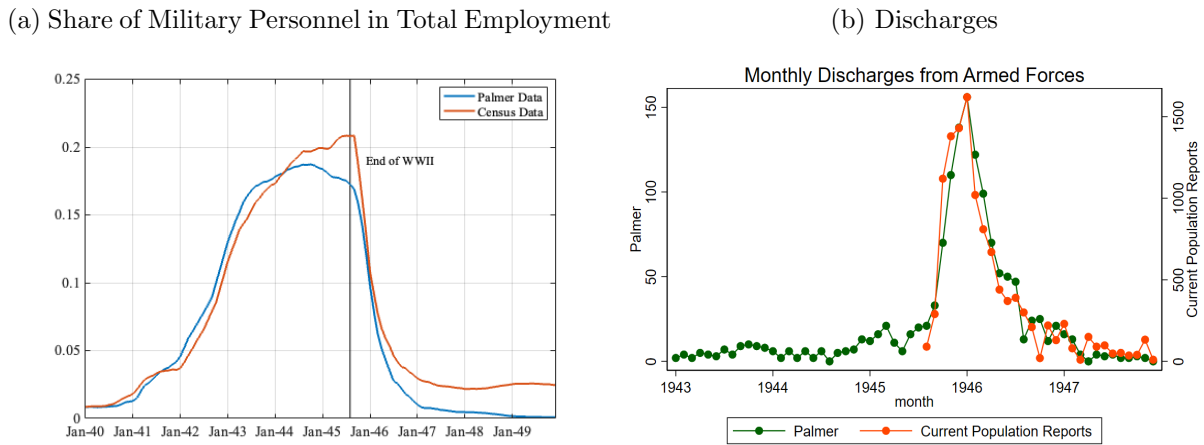 (a) Share of Military Personnel in Total Employment
0.25
0.2
0.15
0.1
0.05
0
Jan-40 Jan-41 Jan-42 Jan-43 Jan-44 Jan-45 Jan-46 Jan-47 Jan-48 Jan-49
Palmer Data
Census Data
End of WWII
(b) Discharges
Monthly Discharges from Armed Forces
Palmer
150
100
50
0
1943 1944 1945 1946 1947
month
1500
1000
500
0
Current Population Reports
Palmer Current Population Reports